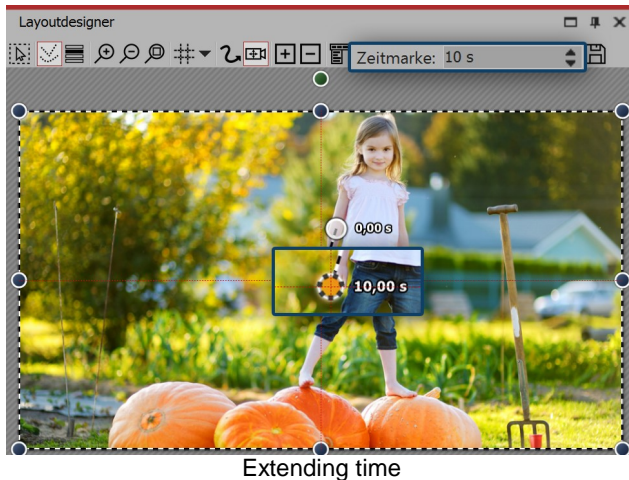 Layoutdesigner
Zeitmarke: 10 s
0,00 s
10,00 s
Extending time